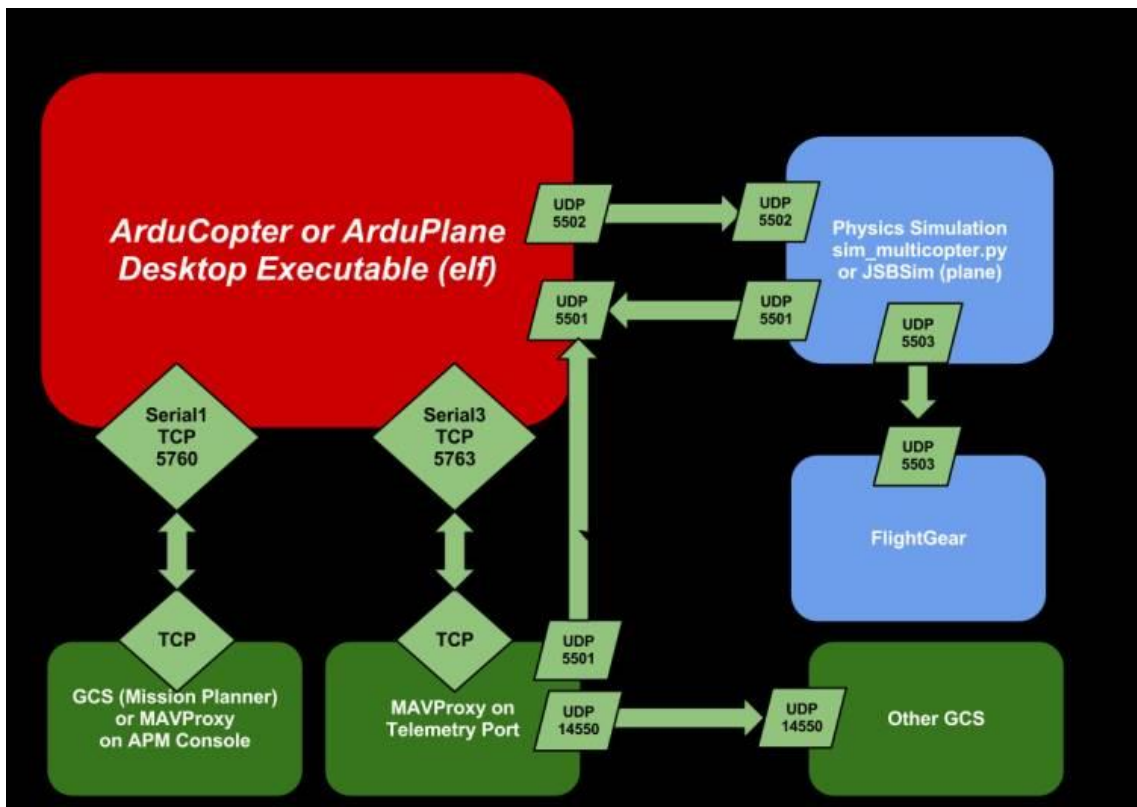 ArduCopter or ArduPlane
Desktop Executable (elf)
UDP
5502
UDP
5502
Physics Simulation
sim_multicopter.py
or JSBSim (plane)
UDP
5501
UDP
5501
UDP
5503
Serial1
TCP
5760
Serial3
TCP
5763
UDP
5503
FlightGear
TCP
TCP
UDP
5501
GCS (Mission Planner)
or MAVProxy
on APM Console
MAVProxy on
Telemetry Port
UDP
14550
UDP
14550
Other GCS